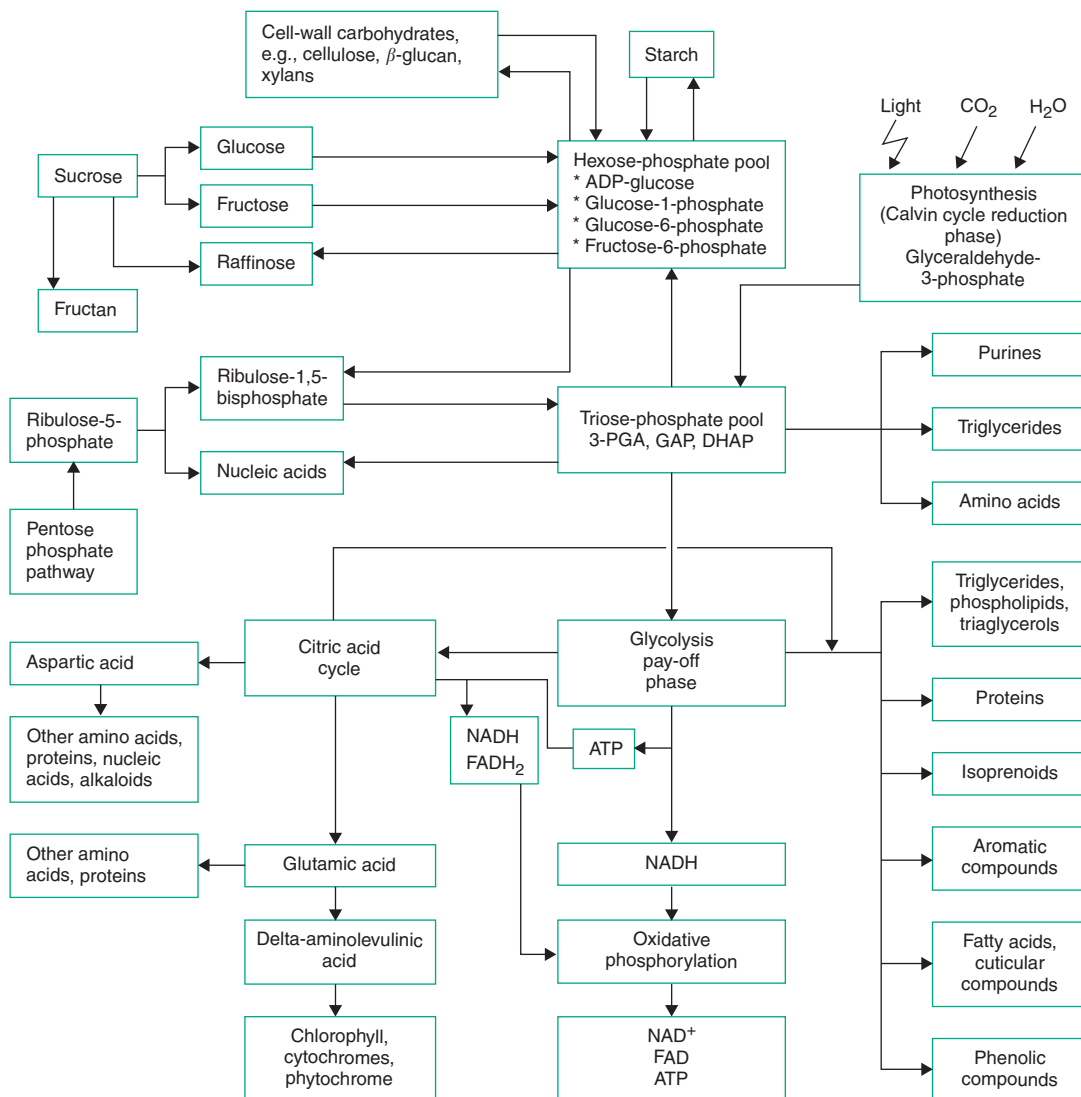 Cell-wall carbohydrates,
e.g., cellulose, β-glucan,
xylans
Starch
Light
CO₂
H₂O
Sucrose
Glucose
Fructose
Raffinose
Fructan
Hexose-phosphate pool
* ADP-glucose
* Glucose-1-phosphate
* Glucose-6-phosphate
* Fructose-6-phosphate
Photosynthesis
(Calvin cycle reduction
phase)
Glyceraldehyde-
3-phosphate
Ribulose-5-
phosphate
Ribulose-1,5-
bisphosphate
Nucleic acids
Pentose
phosphate
pathway
Triose-phosphate pool
3-PGA, GAP, DHAP
Purines
Triglycerides
Amino acids
Aspartic acid
Other amino acids,
proteins, nucleic
acids, alkaloids
Citric acid
cycle
Glycolysis
pay-off
phase
NADH
FADH₂
ATP
Triglycerides,
phospholipids,
triaglycerols
Proteins
Isoprenoids
Aromatic
compounds
Fatty acids,
cuticular
compounds
Phenolic
compounds
Other amino
acids, proteins
Glutamic acid
NADH
Delta-aminolevulinic
acid
Oxidative
phosphorylation
Chlorophyll,
cytochromes,
phytochrome
NAD⁺
FAD
ATP